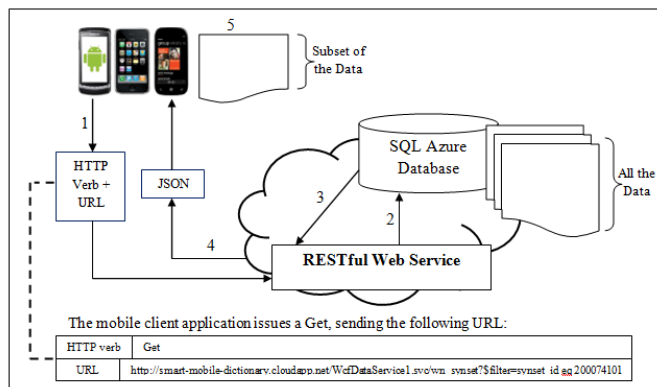 5
Subset of
the Data
1
HTTP
Verb +
URL
JSON
SQL Azure
Database
All the
Data
3
2
4
RESTful Web Service
The mobile client application issues a Get, sending the following URL:
HTTP verb Get
URL http://smart-mobile-dictionary.cloudapp.net/WcfDataService1.svc/wn_synset?$filter=synset_id eq 200074101